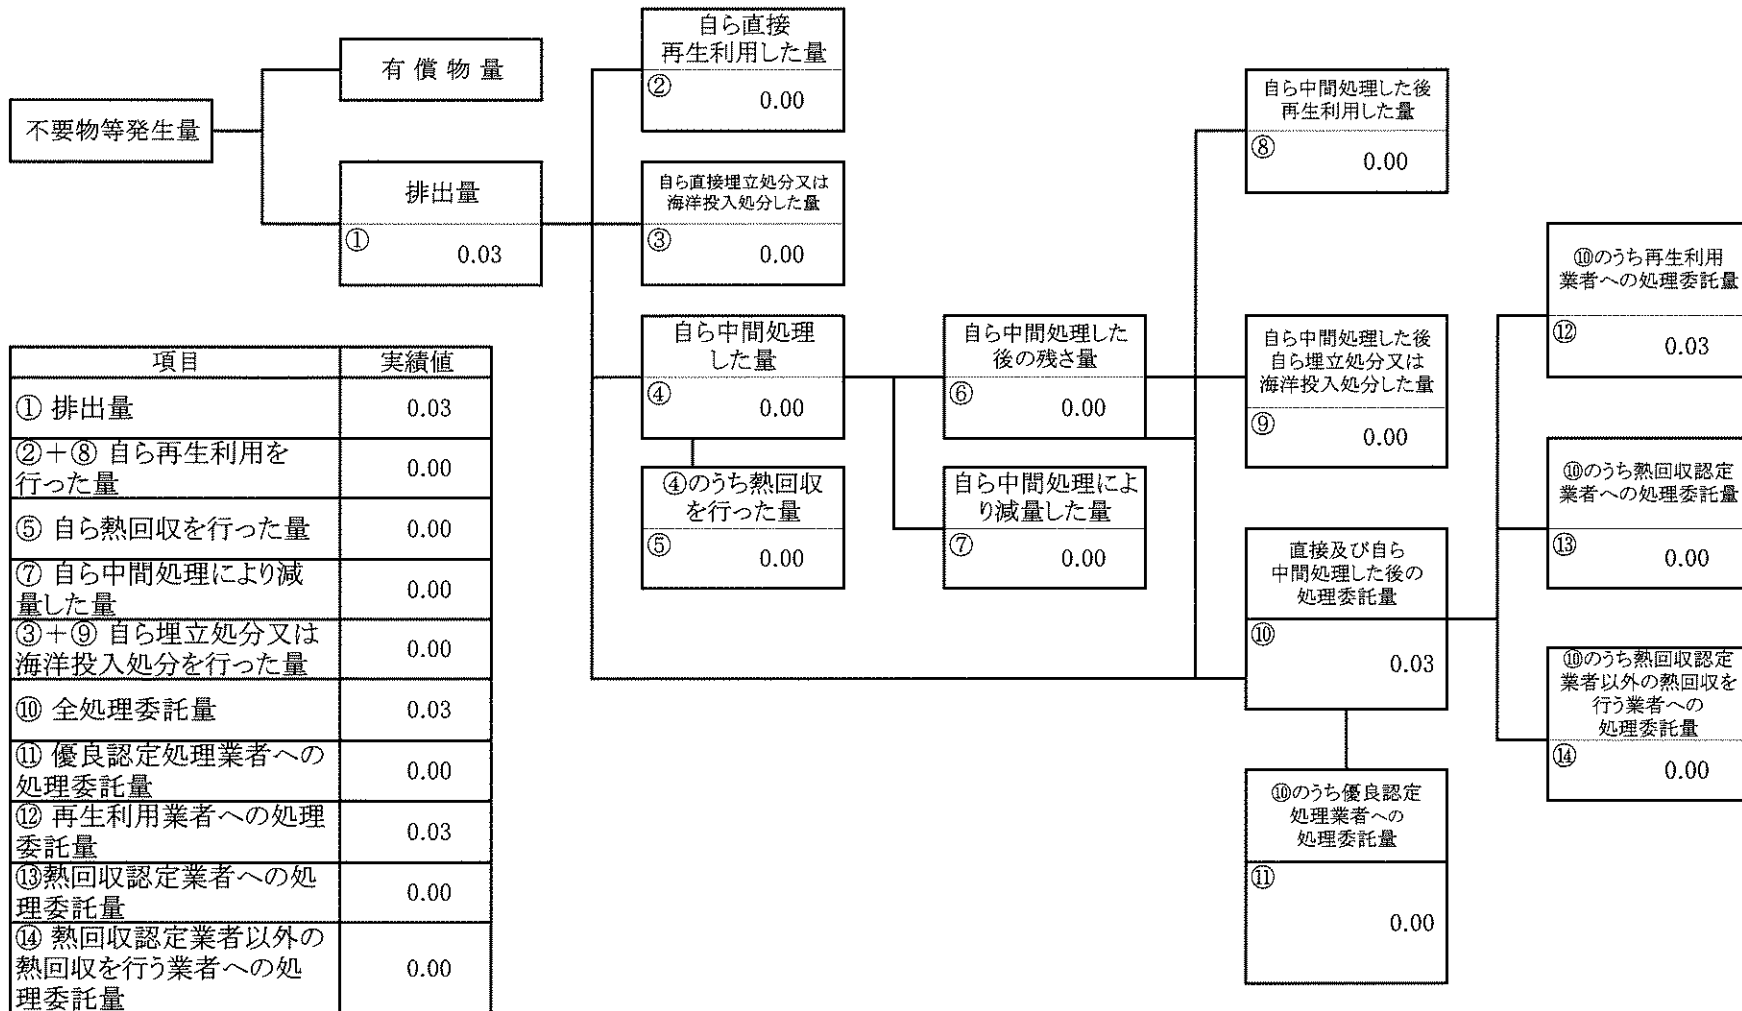 不要物等発生量
有償物量
排出量
①
0.03
自ら直接
再生利用した量
②
0.00
自ら直接埋立処分又は
海洋投入処分した量
③
0.00
自ら中間処理
した量
④
0.00
④のうち熱回収
を行った量
⑤
0.00
自ら中間処理した
後の残さ量
⑥
0.00
自ら中間処理によ
り減量した量
⑦
0.00
自ら中間処理した後
再生利用した量
⑧
0.00
自ら中間処理した後
自ら埋立処分又は
海洋投入処分した量
⑨
0.00
直接及び自ら
中間処理した後の
処理委託量
⑩
0.03
⑩のうち優良認定
処理業者への
処理委託量
⑪
0.00
⑩のうち再生利用
業者への処理委託量
⑫
0.03
⑩のうち熱回収認定
業者への処理委託量
⑬
0.00
⑩のうち熱回収認定
業者以外の熱回収を
行う業者への
処理委託量
⑭
0.00
項目 実績値
① 排出量 0.03
②+⑧ 自ら再生利用を
行った量 0.00
⑤ 自ら熱回収を行った量 0.00
⑦ 自ら中間処理により減
量した量 0.00
③+⑨ 自ら埋立処分又は
海洋投入処分を行った量 0.00
⑩ 全処理委託量 0.03
⑪ 優良認定処理業者への
処理委託量 0.00
⑫ 再生利用業者への処理
委託量 0.03
⑬熱回収認定業者への処
理委託量 0.00
⑭ 熱回収認定業者以外の
熱回収を行う業者への処
理委託量 0.00